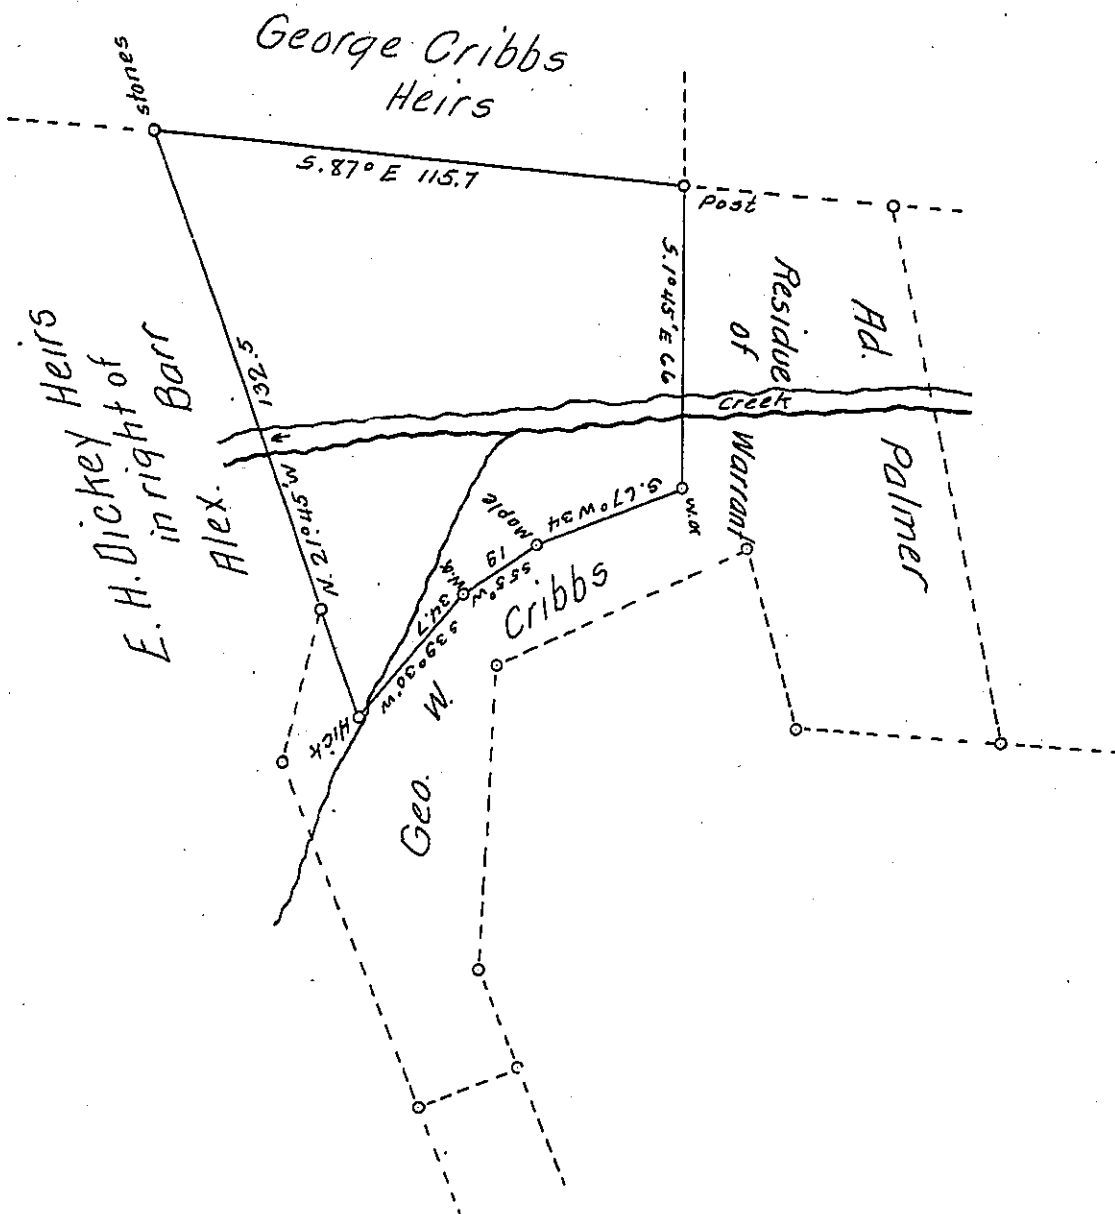 George Cribbs
Heirs
stones
S. 87° E 115.7
Post
S. 1° 45' E 66
Residue
of
Warrant
Ad.
Palmer
Creek
E. H. Dickey Heirs
in right of
Alex. Barr
N. 21° 45' W 132.5
W. or
S. 67° W 34
Maple
S 55° W 19
W. o
S 39° 30' W 34.7
Hick
Geo. W. Cribbs